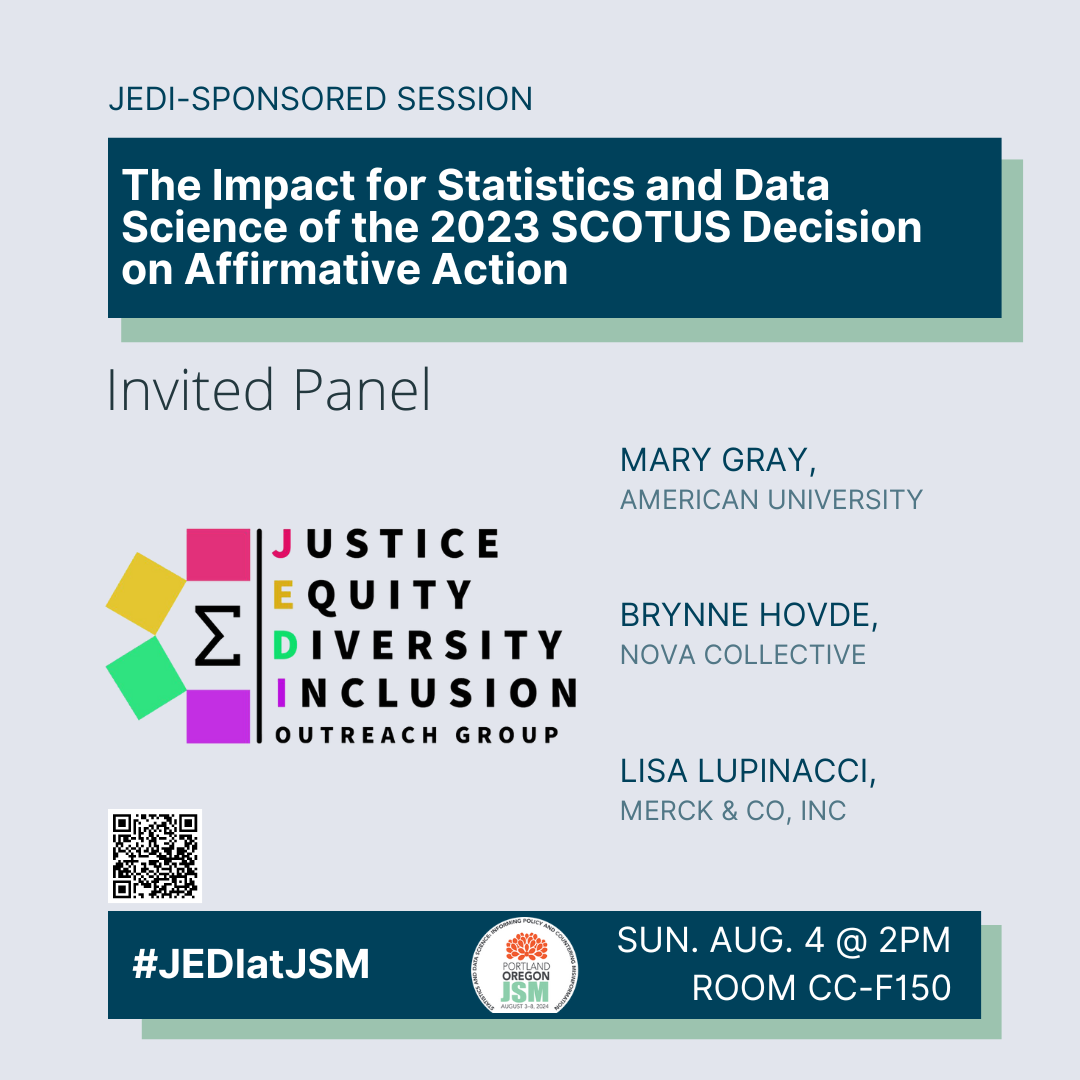 JEDI-SPONSORED SESSION
The Impact for Statistics and Data
Science of the 2023 SCOTUS Decision
on Affirmative Action
Invited Panel
MARY GRAY,
AMERICAN UNIVERSITY
BRYNNE HOVDE,
NOVA COLLECTIVE
LISA LUPINACCI,
MERCK & CO, INC
JUSTICE
EQUITY
Σ
DIVERSITY
INCLUSION
OUTREACH GROUP
#JEDIatJSM
STATISTICS AND DATA SCIENCE: INFORMING POLICY AND COUNTERING MISINFORMATION
PORTLAND
OREGON
JSM
AUGUST 3-8, 2024
SUN. AUG. 4 @ 2PM
ROOM CC-F150